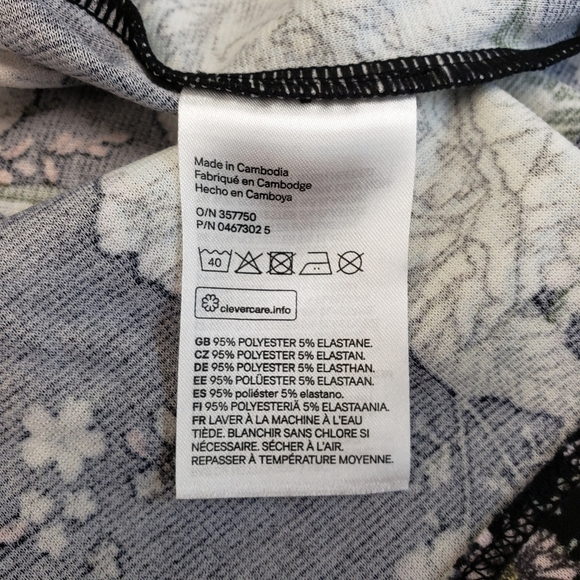 Made in Cambodia
Fabriqué en Cambodge
Hecho en Camboya
O/N 357750
P/N 0467302 5
40
clevercare.info
GB 95% POLYESTER 5% ELASTANE.
CZ 95% POLYESTER 5% ELASTAN.
DE 95% POLYESTER 5% ELASTHAN.
EE 95% POLÜESTER 5% ELASTAAN.
ES 95% poliéster 5% elastano.
FI 95% POLYESTERIÄ 5% ELASTAANIA.
FR LAVER À LA MACHINE À L'EAU
TIÈDE. BLANCHIR SANS CHLORE SI
NÉCESSAIRE. SÉCHER À L'AIR.
REPASSER À TEMPÉRATURE MOYENNE.